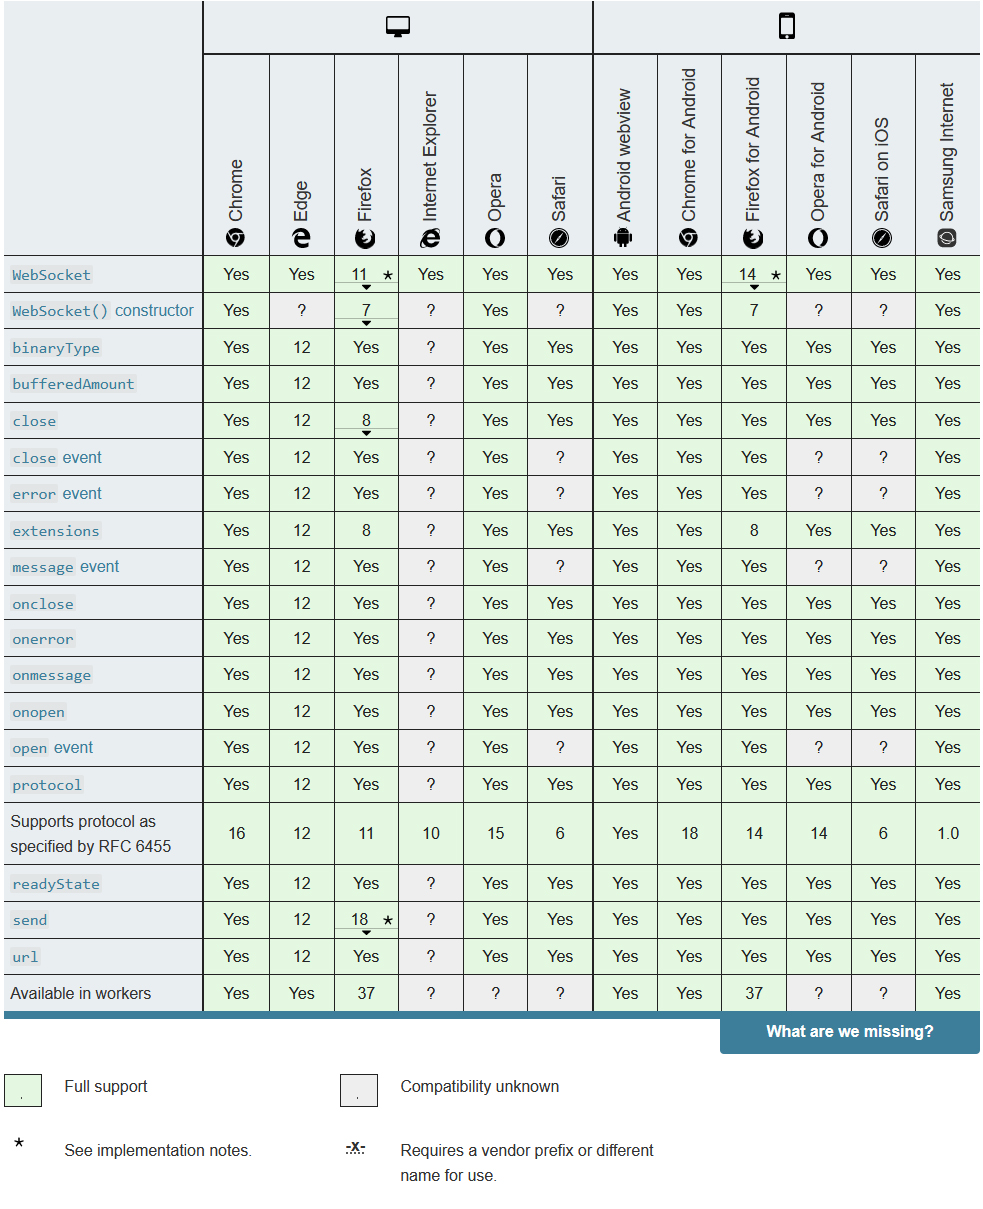 Chrome
Edge
Firefox
Internet Explorer
Opera
Safari
Android webview
Chrome for Android
Firefox for Android
Opera for Android
Safari on iOS
Samsung Internet
WebSocket Yes Yes 11 * Yes Yes Yes Yes Yes 14 * Yes Yes Yes
WebSocket() constructor Yes ? 7 ? Yes ? Yes Yes 7 ? ? Yes
binaryType Yes 12 Yes ? Yes Yes Yes Yes Yes Yes Yes Yes
bufferedAmount Yes 12 Yes ? Yes Yes Yes Yes Yes Yes Yes Yes
close Yes 12 8 ? Yes Yes Yes Yes Yes Yes Yes Yes
close event Yes 12 Yes ? Yes ? Yes Yes Yes ? ? Yes
error event Yes 12 Yes ? Yes ? Yes Yes Yes ? ? Yes
extensions Yes 12 8 ? Yes Yes Yes Yes 8 Yes Yes Yes
message event Yes 12 Yes ? Yes ? Yes Yes Yes ? ? Yes
onclose Yes 12 Yes ? Yes Yes Yes Yes Yes Yes Yes Yes
onerror Yes 12 Yes ? Yes Yes Yes Yes Yes Yes Yes Yes
onmessage Yes 12 Yes ? Yes Yes Yes Yes Yes Yes Yes Yes
onopen Yes 12 Yes ? Yes Yes Yes Yes Yes Yes Yes Yes
open event Yes 12 Yes ? Yes ? Yes Yes Yes ? ? Yes
protocol Yes 12 Yes ? Yes Yes Yes Yes Yes Yes Yes Yes
Supports protocol as
specified by RFC 6455 16 12 11 10 15 6 Yes 18 14 14 6 1.0
readyState Yes 12 Yes ? Yes Yes Yes Yes Yes Yes Yes Yes
send Yes 12 18 * ? Yes Yes Yes Yes Yes Yes Yes Yes
url Yes 12 Yes ? Yes Yes Yes Yes Yes Yes Yes Yes
Available in workers Yes Yes 37 ? ? ? Yes Yes 37 ? ? Yes
What are we missing?
Full support
Compatibility unknown
* See implementation notes.
-x- Requires a vendor prefix or different
name for use.